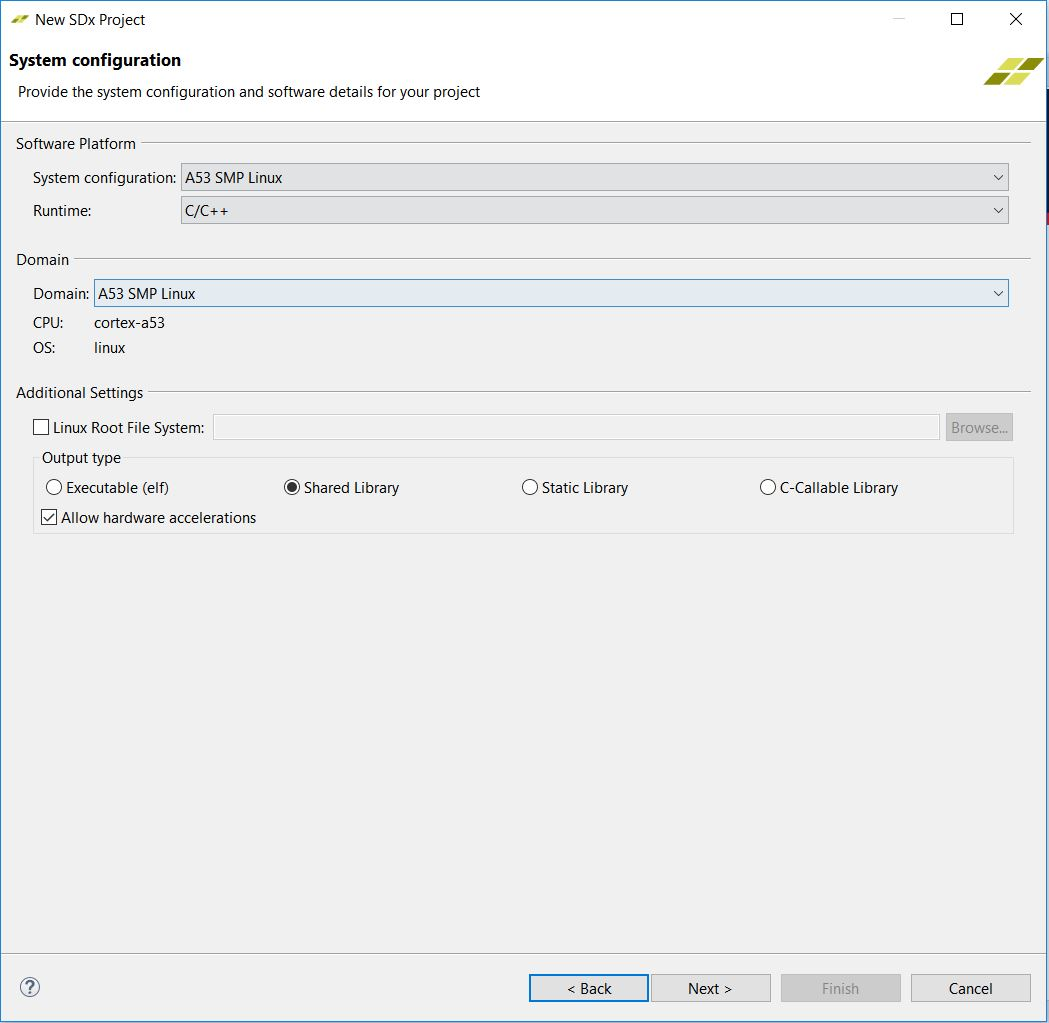 New SDx Project
System configuration
Provide the system configuration and software details for your project
Software Platform
System configuration: A53 SMP Linux
Runtime: C/C++
Domain
Domain: A53 SMP Linux
CPU: cortex-a53
OS: linux
Additional Settings
Linux Root File System: Browse...
Output type
Executable (elf) Shared Library Static Library C-Callable Library
Allow hardware accelerations
? < Back Next > Finish Cancel